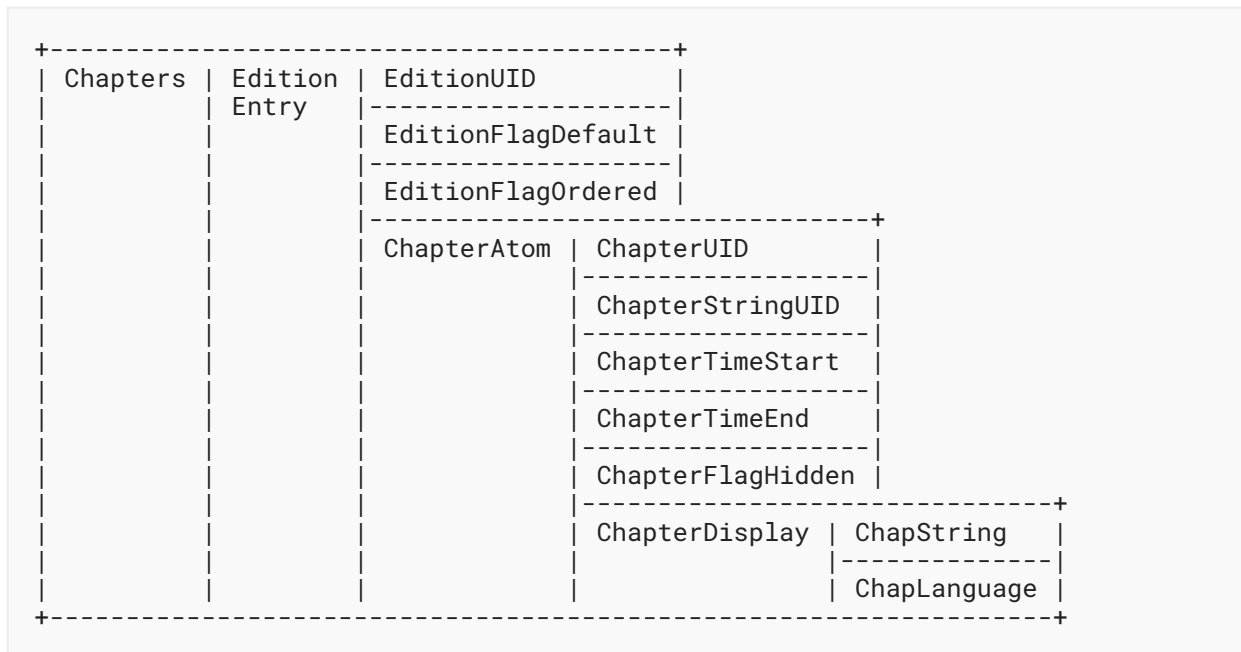 +-----------------------------------------+
| Chapters | Edition | EditionUID         |
|          | Entry   |--------------------|
|          |         | EditionFlagDefault |
|          |         |--------------------|
|          |         | EditionFlagOrdered |
|          |         |---------------------------------+
|          |         | ChapterAtom | ChapterUID        |
|          |         |             |-------------------|
|          |         |             | ChapterStringUID  |
|          |         |             |-------------------|
|          |         |             | ChapterTimeStart  |
|          |         |             |-------------------|
|          |         |             | ChapterTimeEnd    |
|          |         |             |-------------------|
|          |         |             | ChapterFlagHidden |
|          |         |             |-------------------------------+
|          |         |             | ChapterDisplay | ChapString   |
|          |         |             |                |--------------|
|          |         |             |                | ChapLanguage |
+------------------------------------------------------------------+